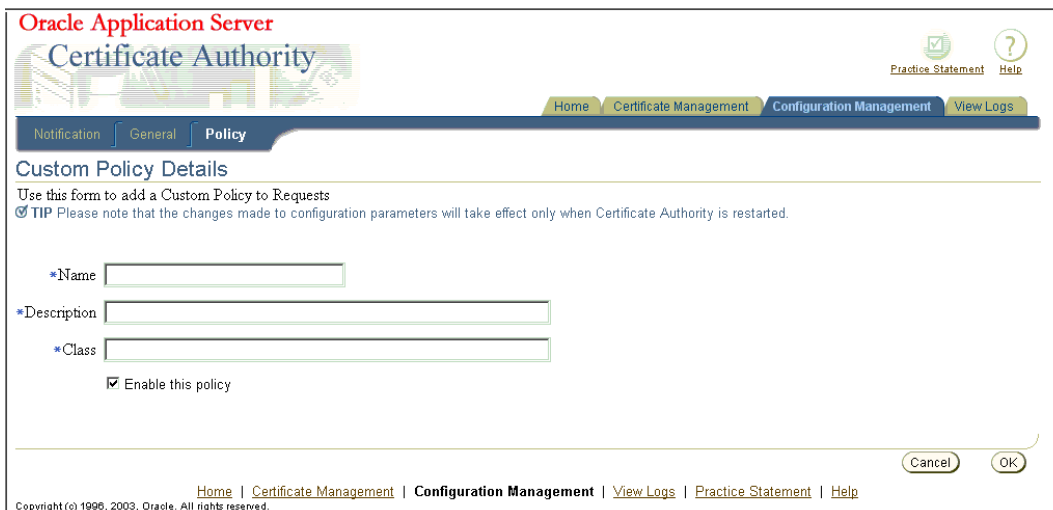 Oracle Application Server
Certificate Authority
Practice Statement
Help
Home
Certificate Management
Configuration Management
View Logs
Notification
General
Policy
Custom Policy Details
Use this form to add a Custom Policy to Requests
TIP Please note that the changes made to configuration parameters will take effect only when Certificate Authority is restarted.
*Name
*Description
*Class
Enable this policy
Cancel
OK
Home | Certificate Management | Configuration Management | View Logs | Practice Statement | Help
Copyright (c) 1996, 2003, Oracle. All rights reserved.